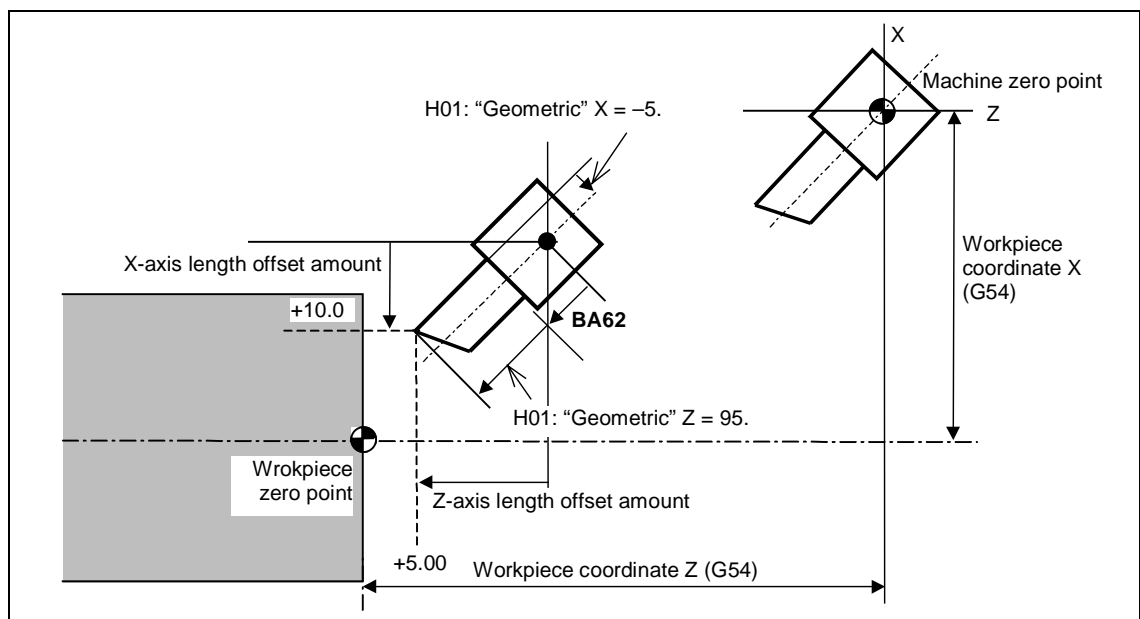 X
Machine zero point
H01: “Geometric” X = –5.
Z
X-axis length offset amount
Workpiece
coordinate X
(G54)
+10.0
BA62
H01: “Geometric” Z = 95.
Wrokpiece
zero point
Z-axis length offset amount
+5.00
Workpiece coordinate Z (G54)